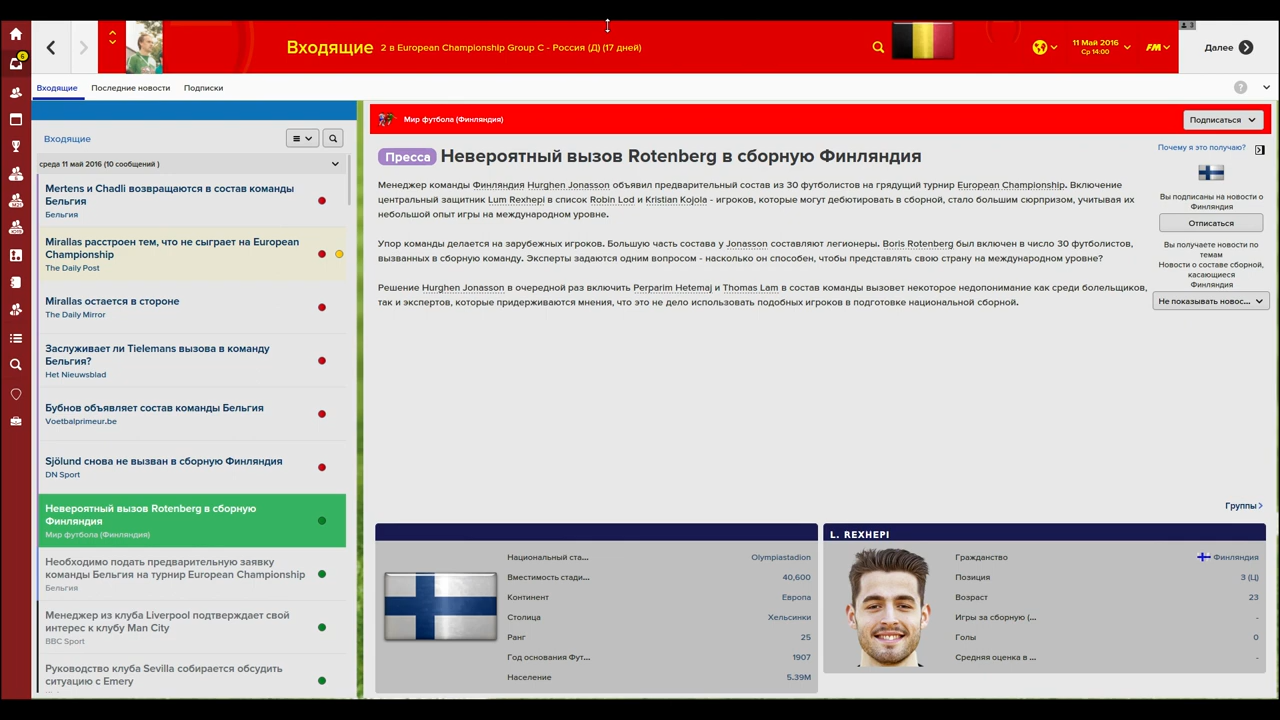 3
Входящие
2 в European Championship Group C - Россия (Д) (17 дней)
11 Май 2016
Ср 14:00
FM
Далее
6
Входящие
Последние новости
Подписки
?
Входящие
среда 11 май 2016 (10 сообщений )
Mertens и Chadli возвращаются в состав команды
Бельгия
Бельгия
Mirallas расстроен тем, что не сыграет на European
Championship
The Daily Post
Mirallas остается в стороне
The Daily Mirror
Заслуживает ли Tielemans вызова в команду
Бельгия?
Het Nieuwsblad
Бубнов объявляет состав команды Бельгия
Voetbalprimeur.be
Sjölund снова не вызван в сборную Финляндия
DN Sport
Невероятный вызов Rotenberg в сборную
Финляндия
Мир футбола (Финляндия)
Необходимо подать предварительную заявку
команды Бельгия на турнир European Championship
Бельгия
Менеджер из клуба Liverpool подтверждает свой
интерес к клубу Man City
BBC Sport
Руководство клуба Sevilla собирается обсудить
ситуацию с Emery
Мир футбола (Финляндия)
Подписаться
Пресса Невероятный вызов Rotenberg в сборную Финляндия
Менеджер команды Финляндия Hurghen Jonasson объявил предварительный состав из 30 футболистов на грядущий турнир European Championship. Включение
центральный защитник Lum Rexhepi в список Robin Lod и Kristian Kojola - игроков, которые могут дебютировать в сборной, стало большим сюрпризом, учитывая их
небольшой опыт игры на международном уровне.
Упор команды делается на зарубежных игроков. Большую часть состава у Jonasson составляют легионеры. Boris Rotenberg был включен в число 30 футболистов,
вызванных в сборную команду. Эксперты задаются одним вопросом - насколько он способен, чтобы представлять свою страну на международном уровне?
Решение Hurghen Jonasson в очередной раз включить Perparim Hetemaj и Thomas Lam в состав команды вызовет некоторое недопонимание как среди болельщиков,
так и экспертов, которые придерживаются мнения, что это не дело использовать подобных игроков в подготовке национальной сборной.
Почему я это получаю?
Вы подписаны на новости о
Финляндия
Отписаться
Вы получаете новости по
темам
Новости о составе сборной,
касающиеся
Финляндия
Не показывать новос...
Группы
Национальный ста... Olympiastadion
Вместимость стади... 40,600
Континент Европа
Столица Хельсинки
Ранг 25
Год основания Фут... 1907
Население 5.39M
L. REXHEPI
Гражданство Финляндия
Позиция З (Ц)
Возраст 23
Игры за сборную (... -
Голы 0
Средняя оценка в ... -